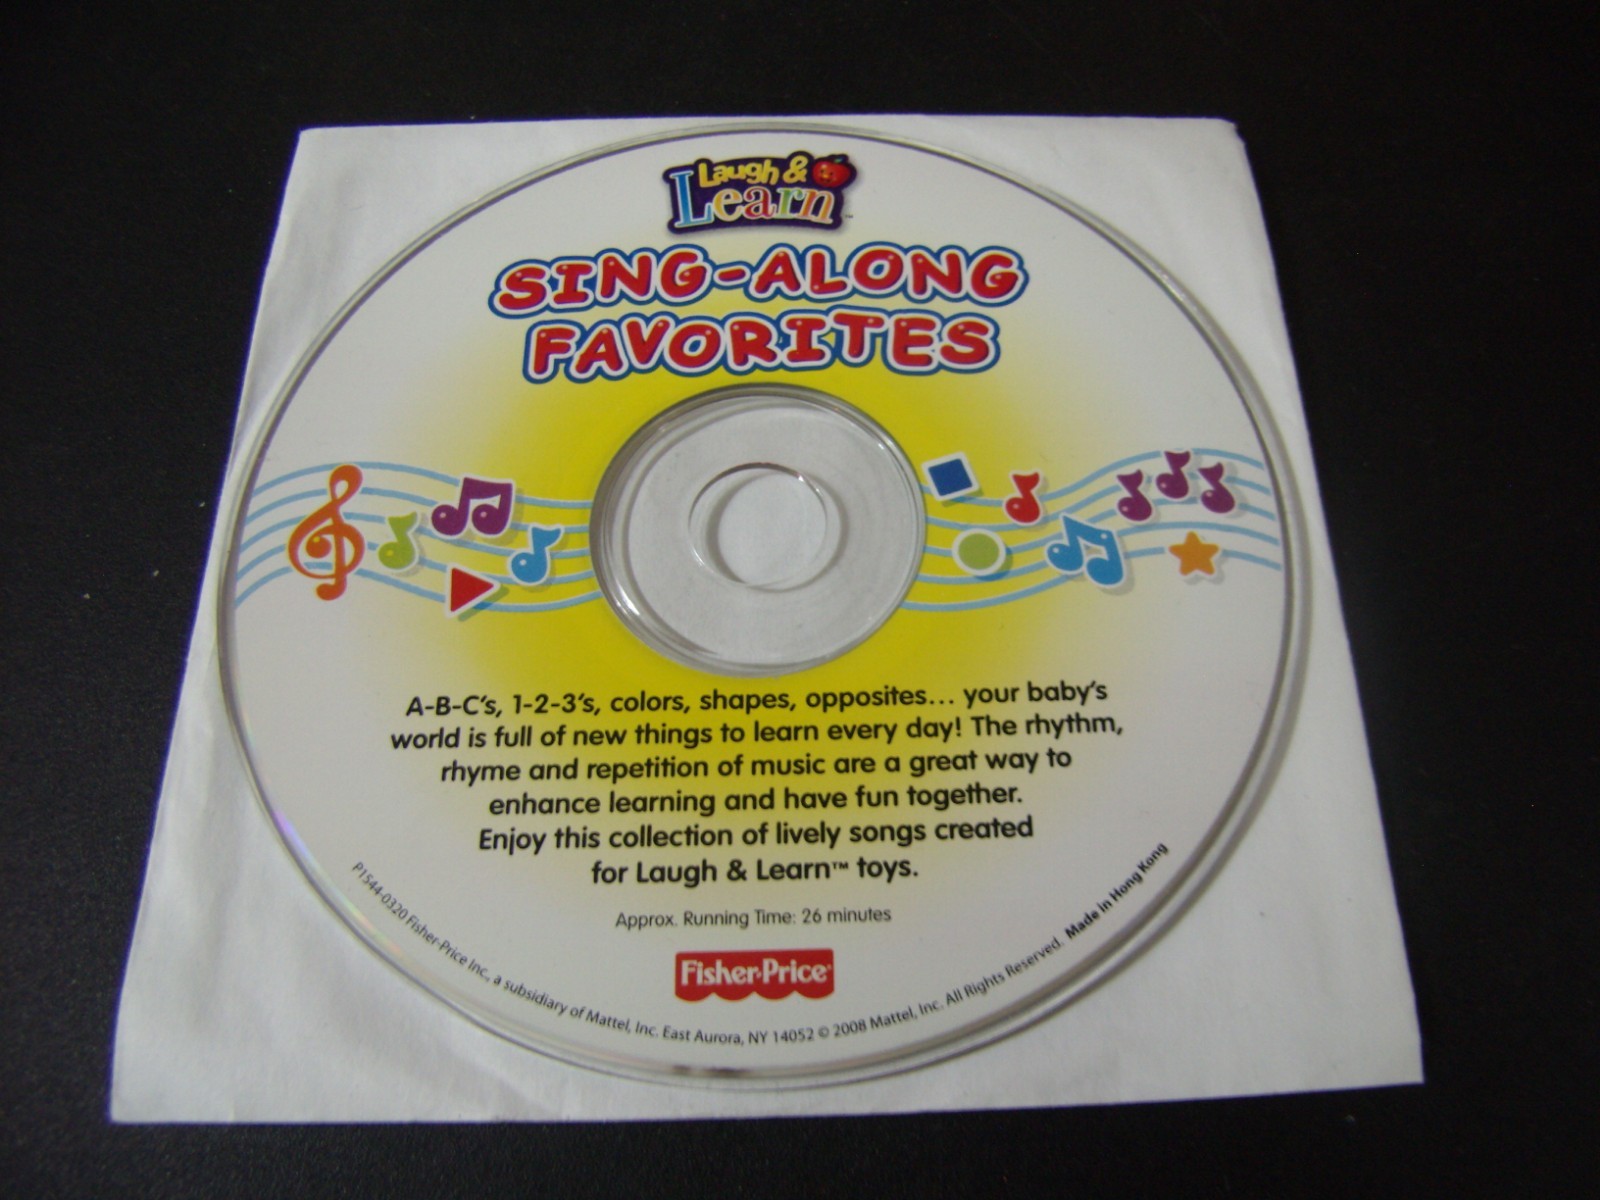 Laugh &
Learn™
SING-ALONG
FAVORITES
A-B-C's, 1-2-3's, colors, shapes, opposites... your baby's
world is full of new things to learn every day! The rhythm,
rhyme and repetition of music are a great way to
enhance learning and have fun together.
Enjoy this collection of lively songs created
for Laugh & Learn™ toys.
Approx. Running Time: 26 minutes
Fisher-Price®
P1544-0320 Fisher-Price Inc., a subsidiary of Mattel, Inc. East Aurora, NY 14052 © 2008 Mattel, Inc. All Rights Reserved. Made in Hong Kong